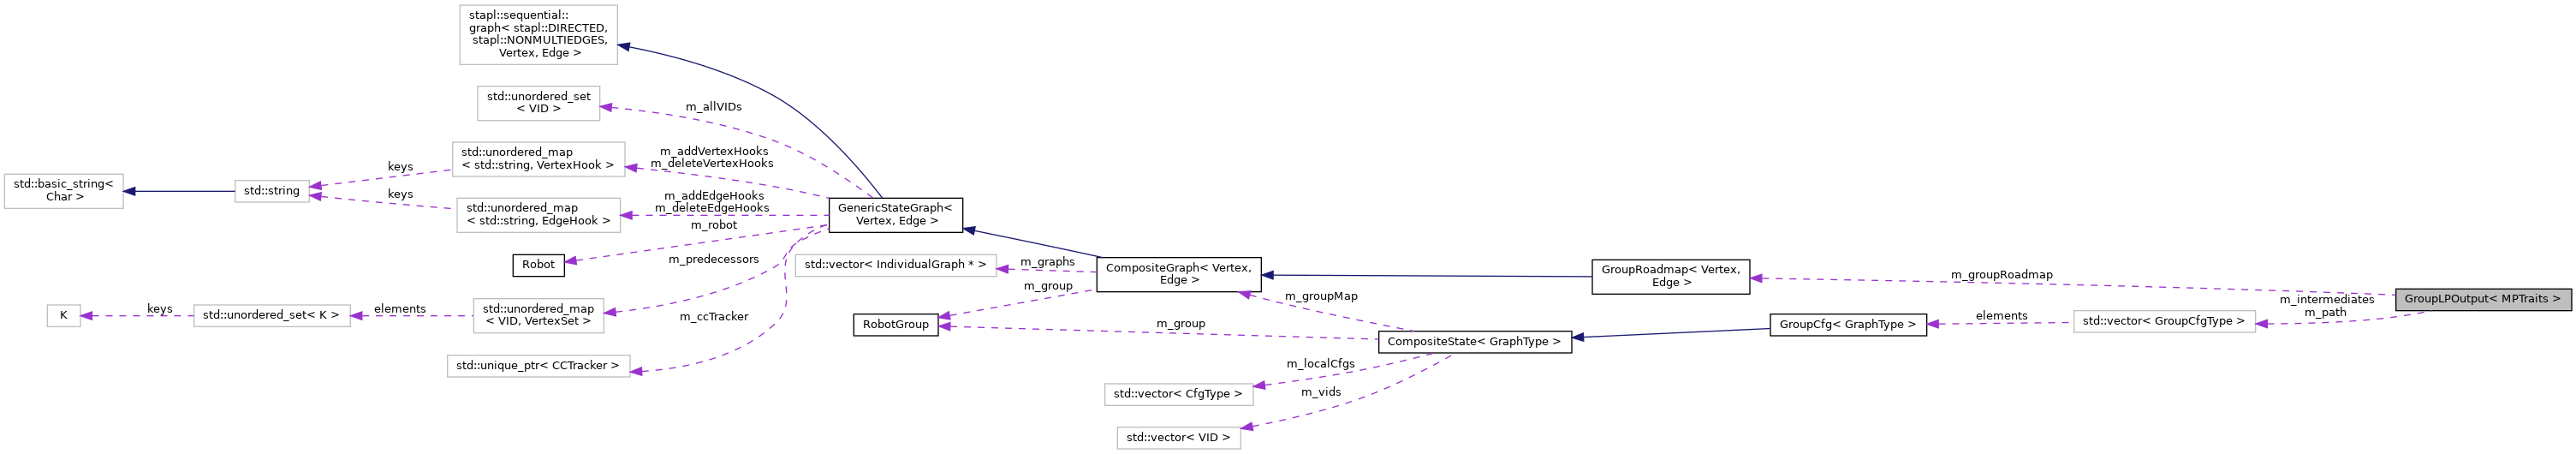 stapl::sequential::
graph< stapl::DIRECTED,
stapl::NONMULTIEDGES,
Vertex, Edge >
std::unordered_set
< VID >
m_allVIDs
std::unordered_map
< std::string, VertexHook >
m_addVertexHooks
m_deleteVertexHooks
keys
std::basic_string<
Char >
std::string
keys
std::unordered_map
< std::string, EdgeHook >
m_addEdgeHooks
m_deleteEdgeHooks
GenericStateGraph<
Vertex, Edge >
m_robot
Robot
m_predecessors
std::vector< IndividualGraph * >
m_graphs
CompositeGraph< Vertex,
Edge >
GroupRoadmap< Vertex,
Edge >
m_groupRoadmap
GroupLPOutput< MPTraits >
m_group
m_groupMap
m_intermediates
m_path
K
keys
std::unordered_set< K >
elements
std::unordered_map
< VID, VertexSet >
m_ccTracker
RobotGroup
m_group
CompositeState< GraphType >
GroupCfg< GraphType >
elements
std::vector< GroupCfgType >
std::unique_ptr< CCTracker >
m_localCfgs
std::vector< CfgType >
m_vids
std::vector< VID >